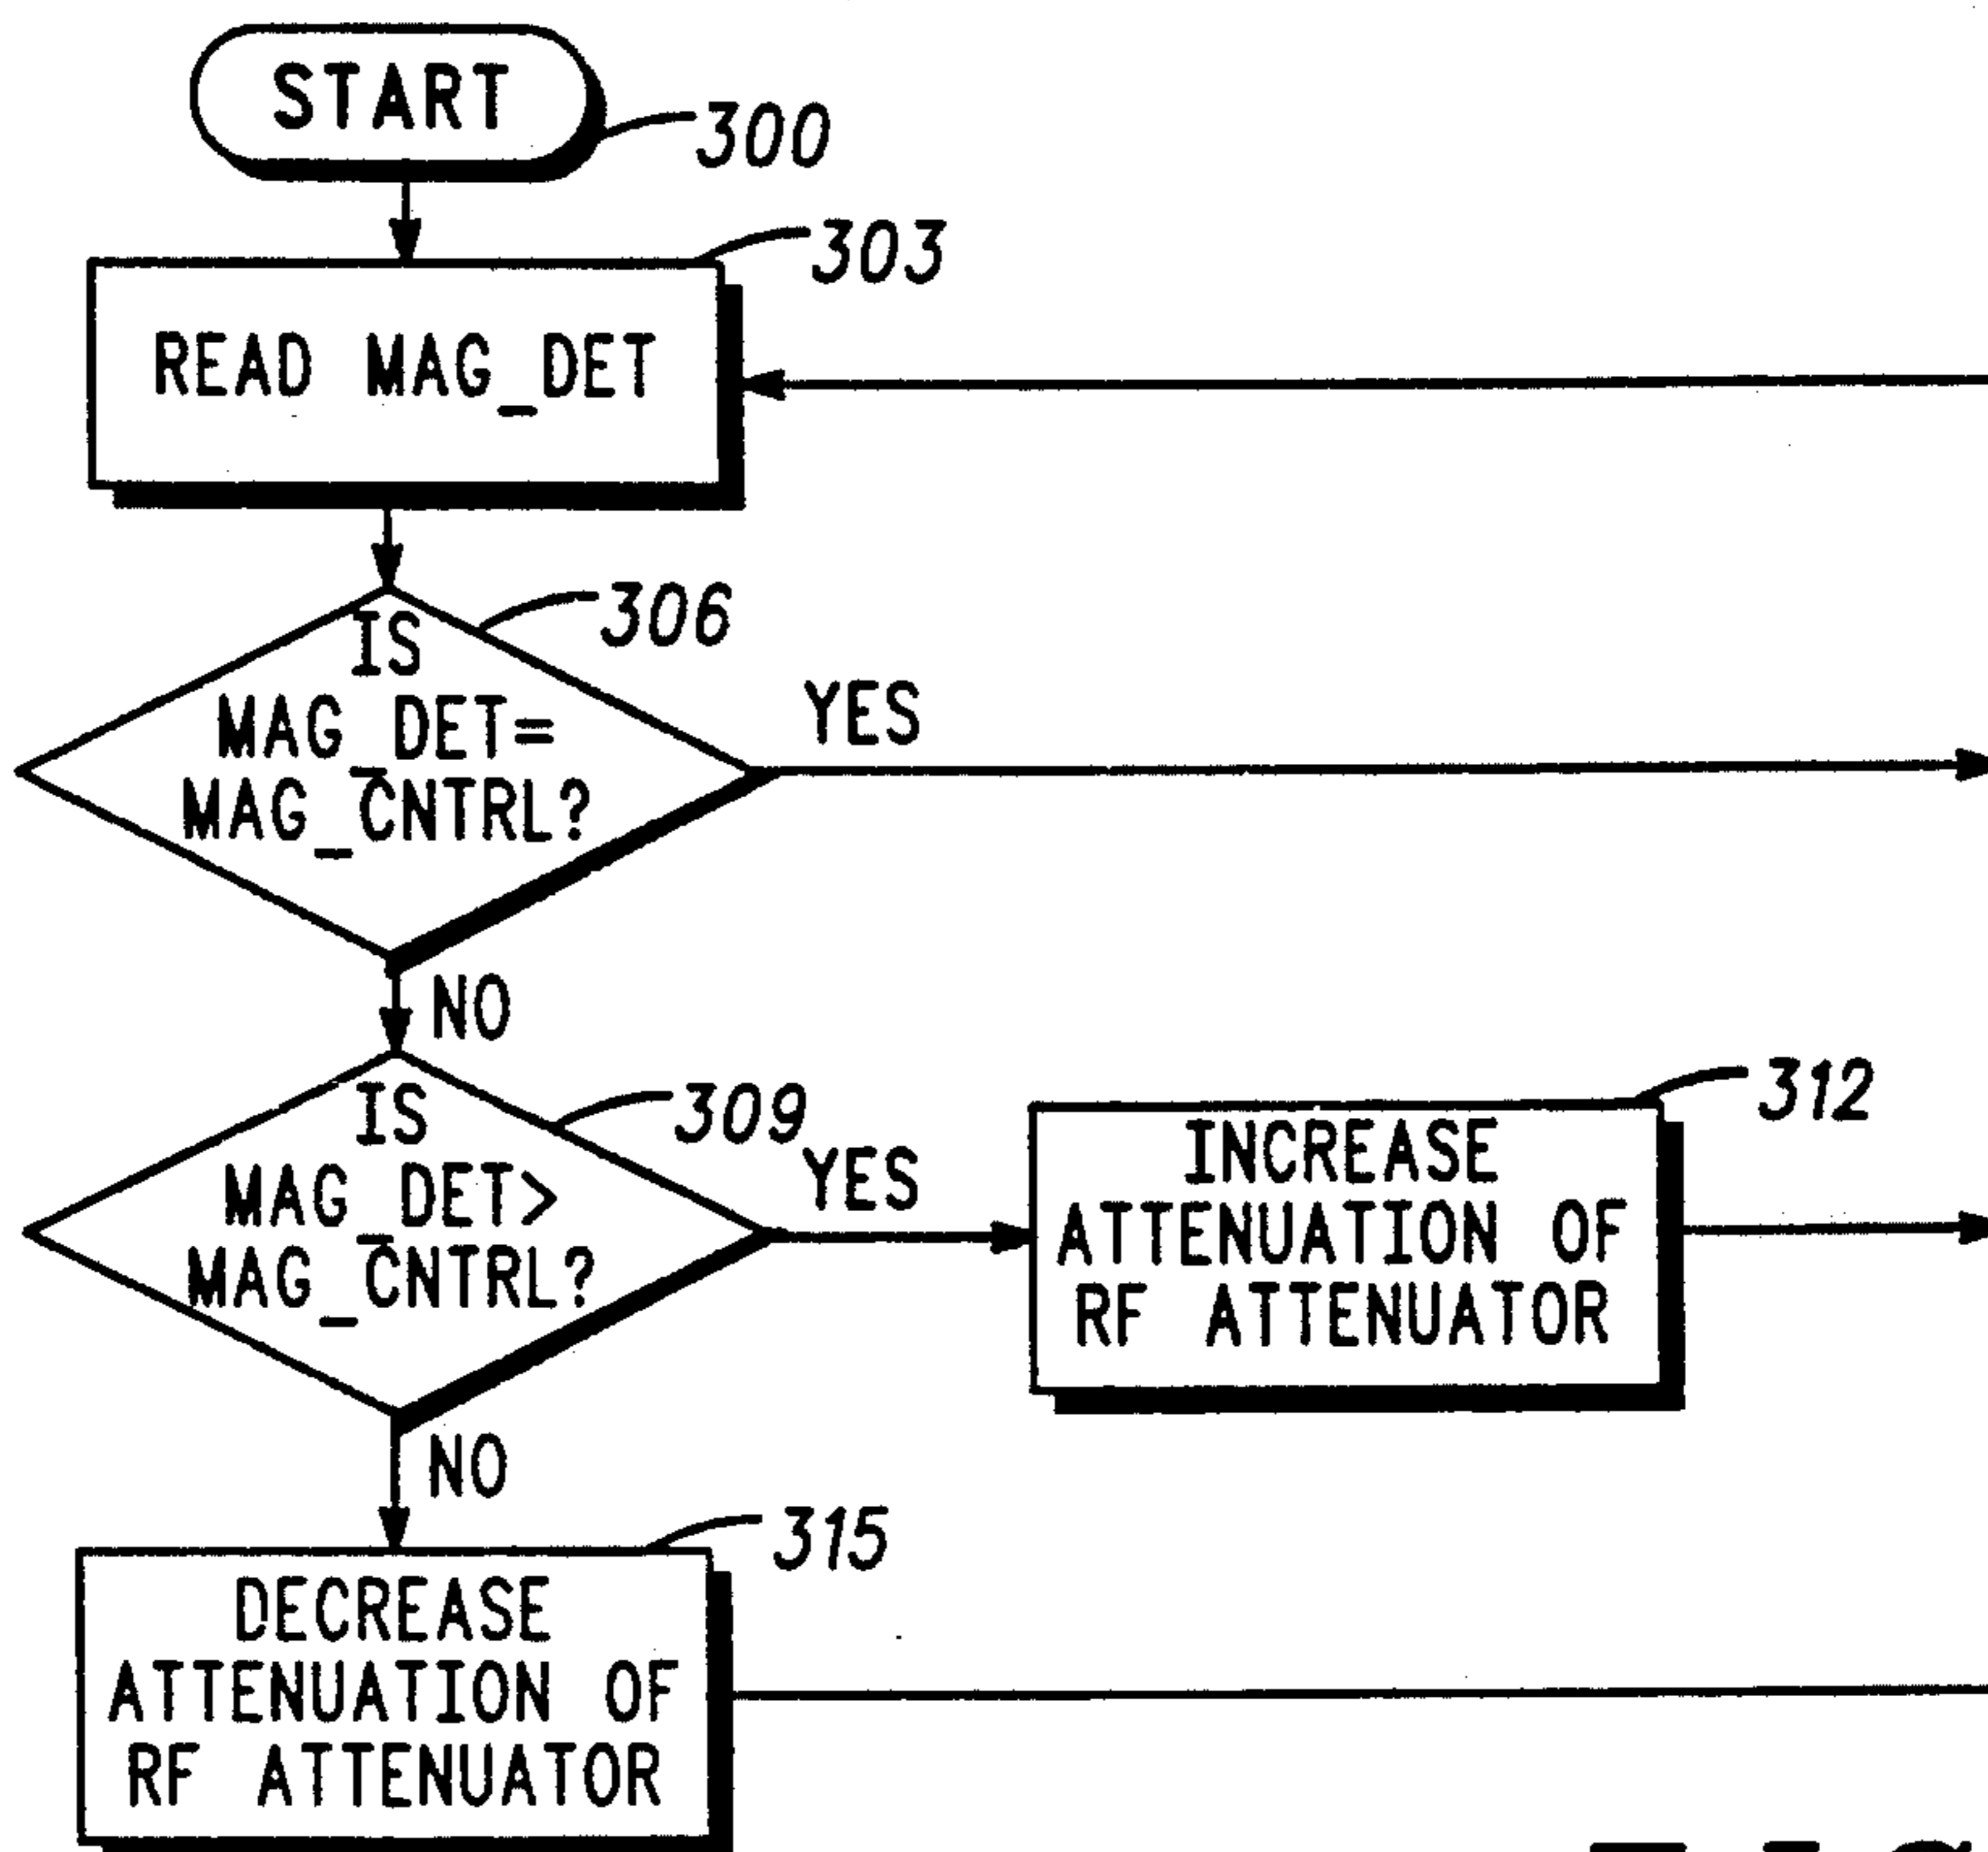 START
300
303
READ MAG_DET
306
IS
MAG_DET=
MAG_CNTRL?
YES
NO
309
IS
MAG_DET>
MAG_CNTRL?
YES
312
INCREASE
ATTENUATION OF
RF ATTENUATOR
NO
315
DECREASE
ATTENUATION OF
RF ATTENUATOR